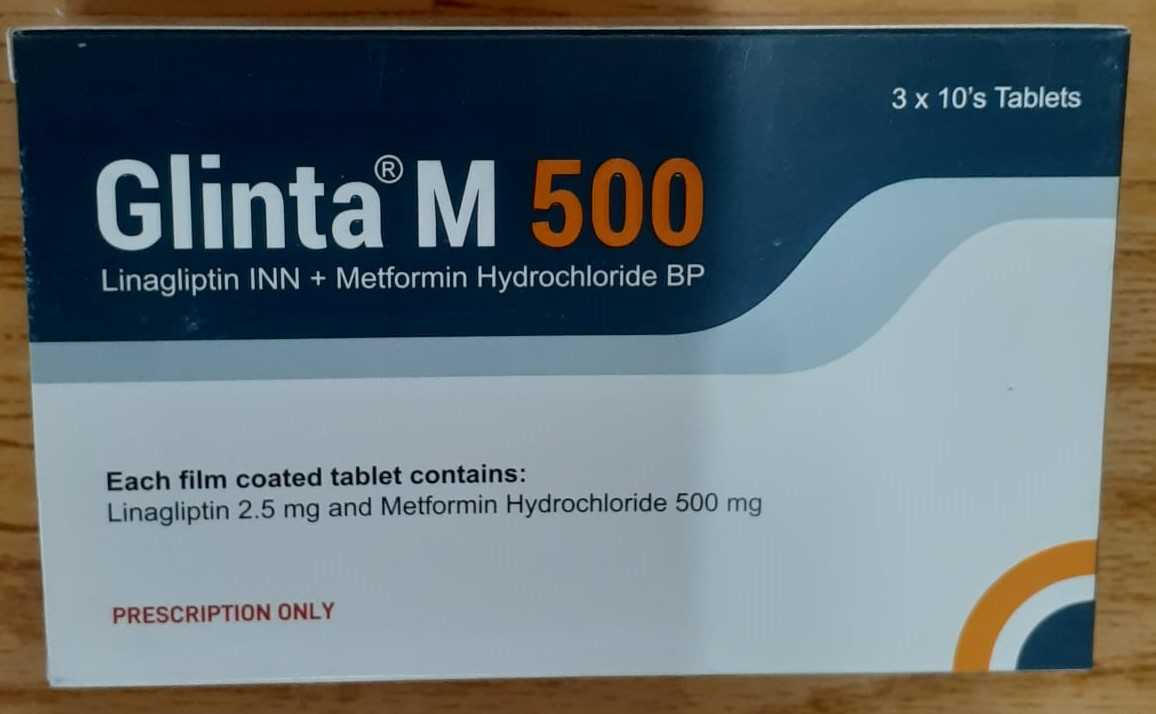 3 x 10's Tablets
Glinta® M 500
Linagliptin INN + Metformin Hydrochloride BP
Each film coated tablet contains:
Linagliptin 2.5 mg and Metformin Hydrochloride 500 mg
PRESCRIPTION ONLY